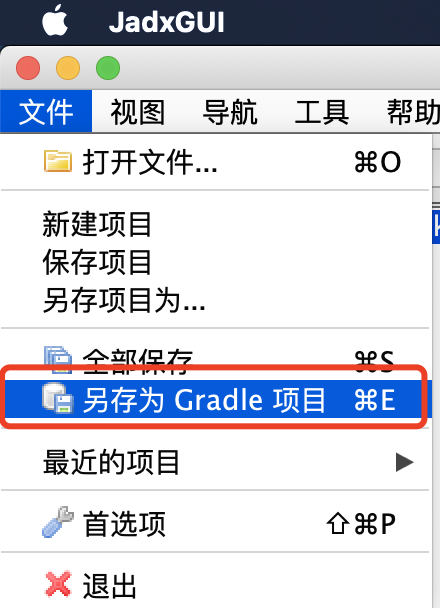 JadxGUI
文件 视图 导航 工具 帮助
打开文件... ⌘O
新建项目
保存项目
另存项目为...
全部保存 ⌘S
另存为 Gradle 项目 ⌘E
最近的项目
首选项 ⇧⌘P
退出